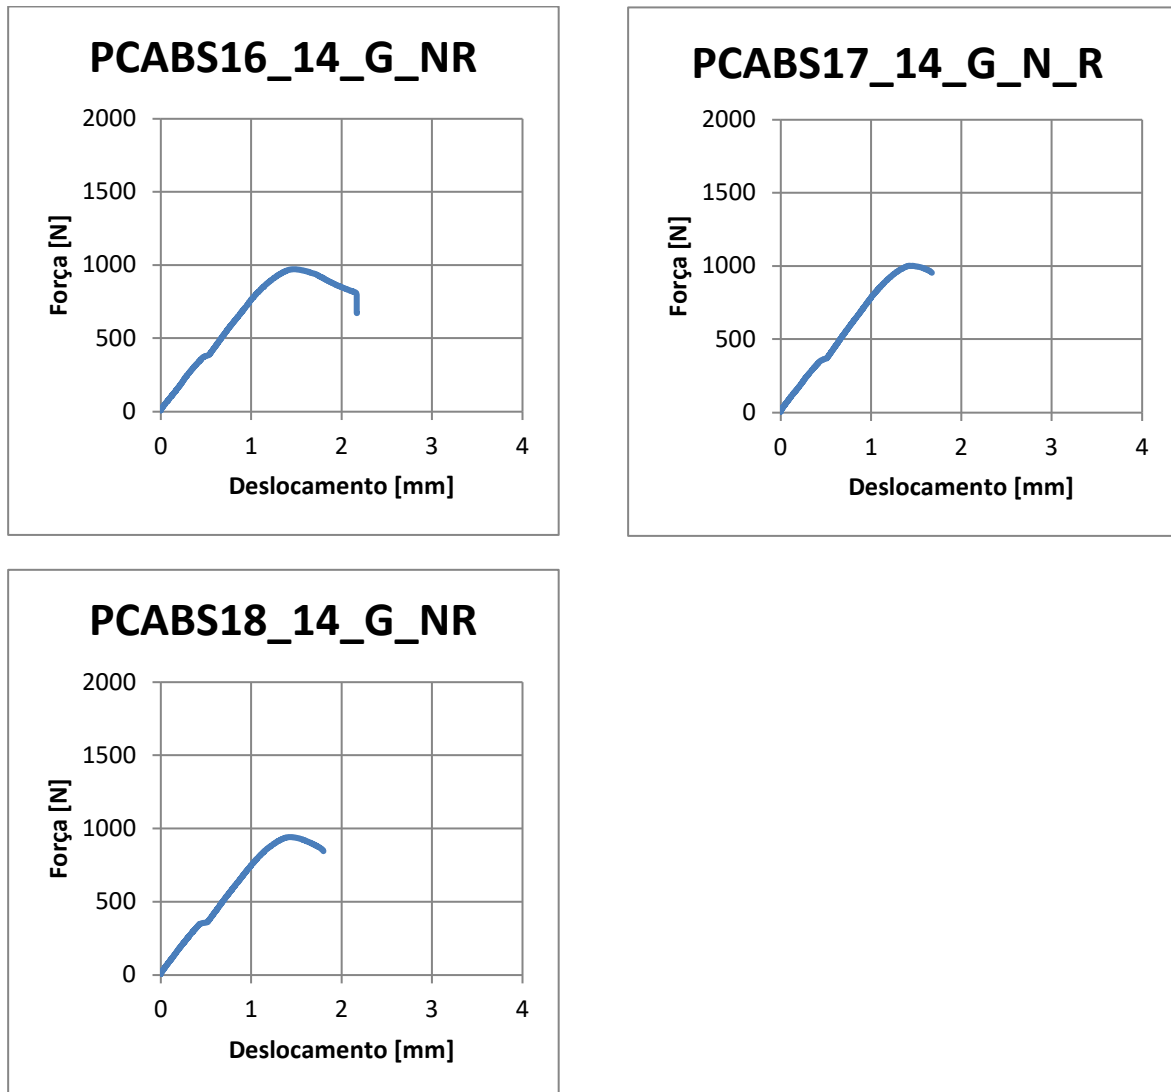 PCABS16_14_G_NR
2000
1500
1000
500
0
Força [N]
0 1 2 3 4
Deslocamento [mm]
PCABS17_14_G_N_R
2000
1500
1000
500
0
Força [N]
0 1 2 3 4
Deslocamento [mm]
PCABS18_14_G_NR
2000
1500
1000
500
0
Força [N]
0 1 2 3 4
Deslocamento [mm]